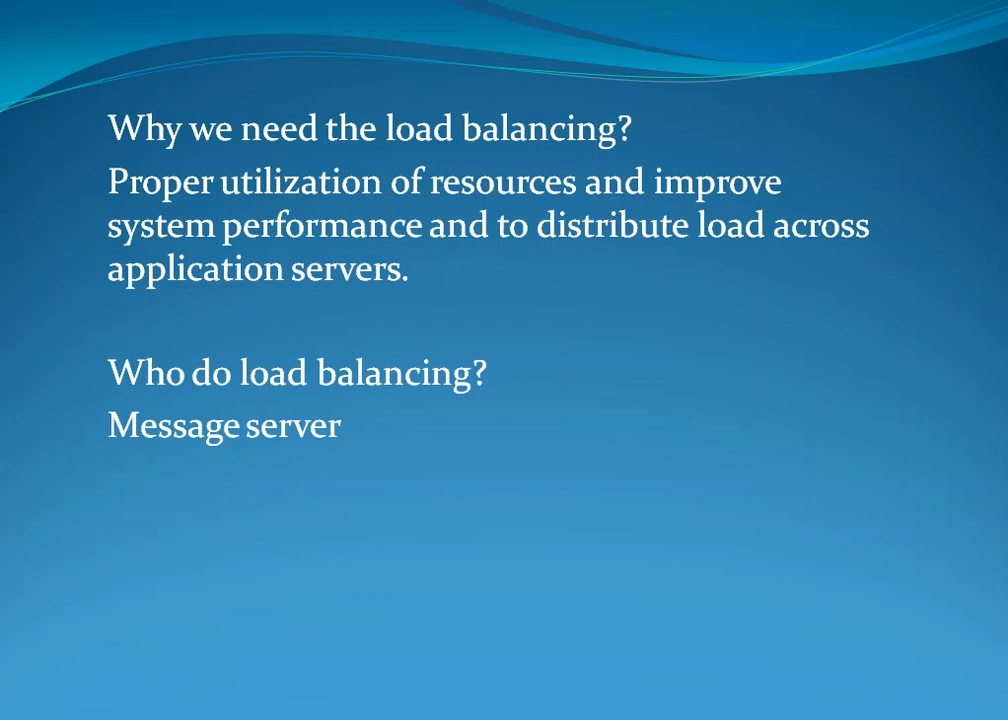 Why we need the load balancing?
Proper utilization of resources and improve
system performance and to distribute load across
application servers.
Who do load balancing?
Message server